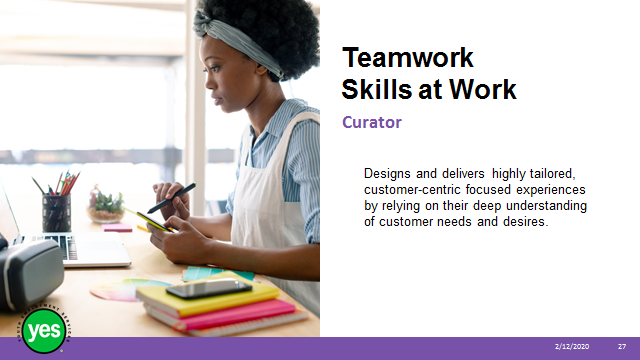 Teamwork
Skills at Work
Curator
Designs and delivers highly tailored,
customer-centric focused experiences
by relying on their deep understanding
of customer needs and desires.
yes
2/12/2020
27